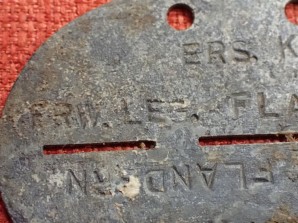 ERS. K
FRW. LEG. FLA
FLANDERN